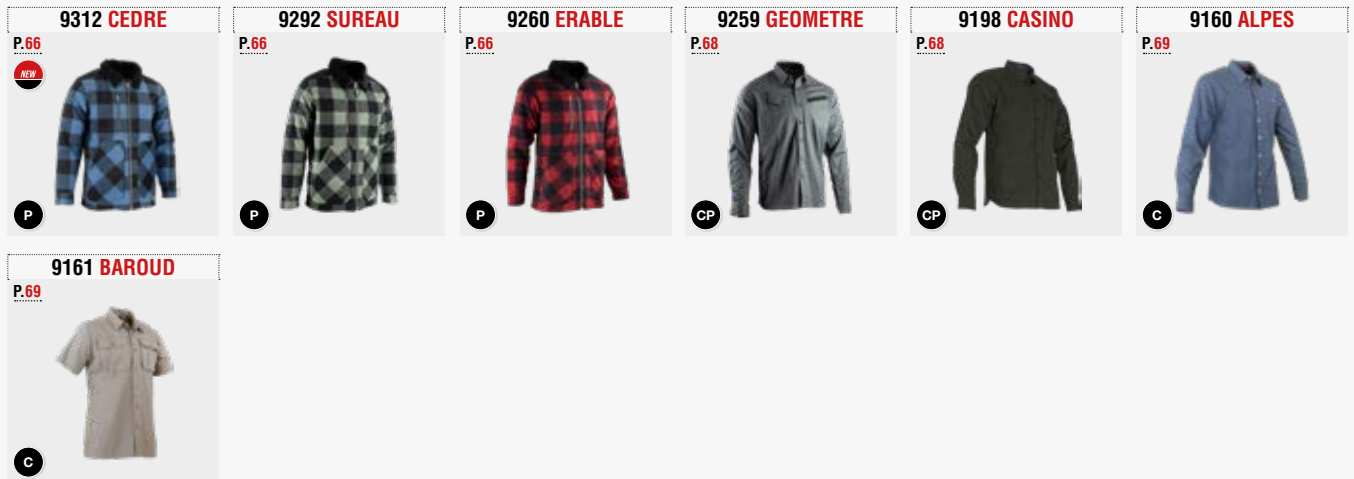 9312 CEDRE
P.66
NEW
P
9292 SUREAU
P.66
P
9260 ERABLE
P.66
P
9259 GEOMETRE
P.68
CP
9198 CASINO
P.68
CP
9160 ALPES
P.69
C
9161 BAROUD
P.69
C